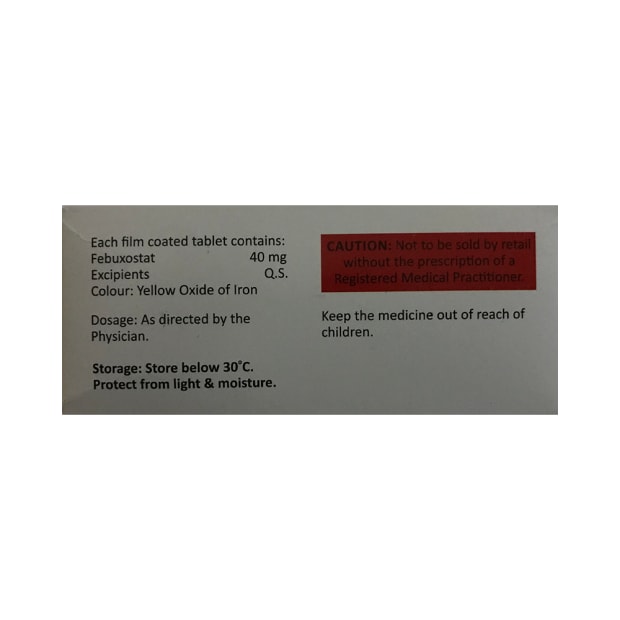 Each film coated tablet contains:
Febuxostat 40 mg
Excipients Q.S.
Colour: Yellow Oxide of Iron
Dosage: As directed by the
Physician.
Storage: Store below 30°C.
Protect from light & moisture.
CAUTION: Not to be sold by retail
without the prescription of a
Registered Medical Practitioner.
Keep the medicine out of reach of
children.